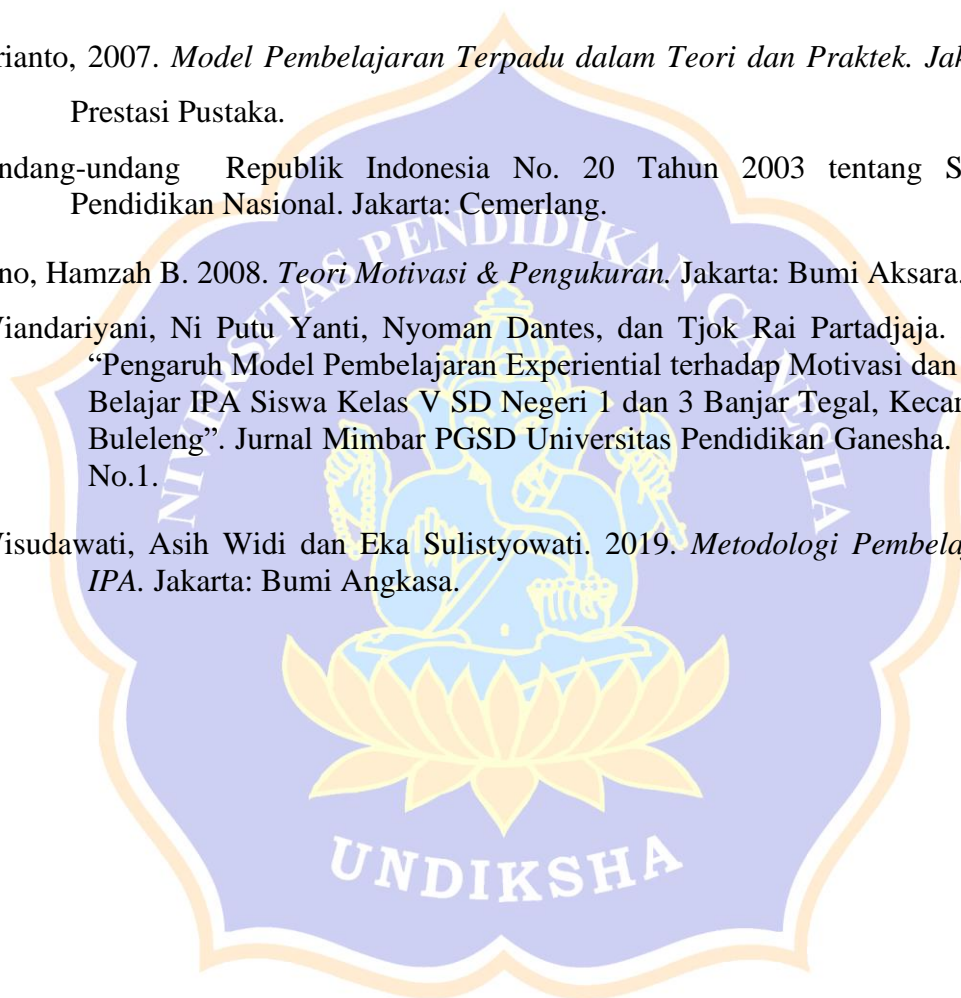 rianto, 2007. Model Pembelajaran Terpadu dalam Teori dan Praktek. Jak
Prestasi Pustaka.
ndang-undang Republik Indonesia No. 20 Tahun 2003 tentang S
Pendidikan Nasional. Jakarta: Cemerlang.
no, Hamzah B. 2008. Teori Motivasi & Pengukuran. Jakarta: Bumi Aksara.
Viandariyani, Ni Putu Yanti, Nyoman Dantes, dan Tjok Rai Partadjaja.
“Pengaruh Model Pembelajaran Experiential terhadap Motivasi dan
Belajar IPA Siswa Kelas V SD Negeri 1 dan 3 Banjar Tegal, Kecan
Buleleng”. Jurnal Mimbar PGSD Universitas Pendidikan Ganesha.
No.1.
Visudawati, Asih Widi dan Eka Sulistyowati. 2019. Metodologi Pembelaj
IPA. Jakarta: Bumi Angkasa.
NIVERSITAS PENDIDIKAN GANESHA
UNDIKSHA